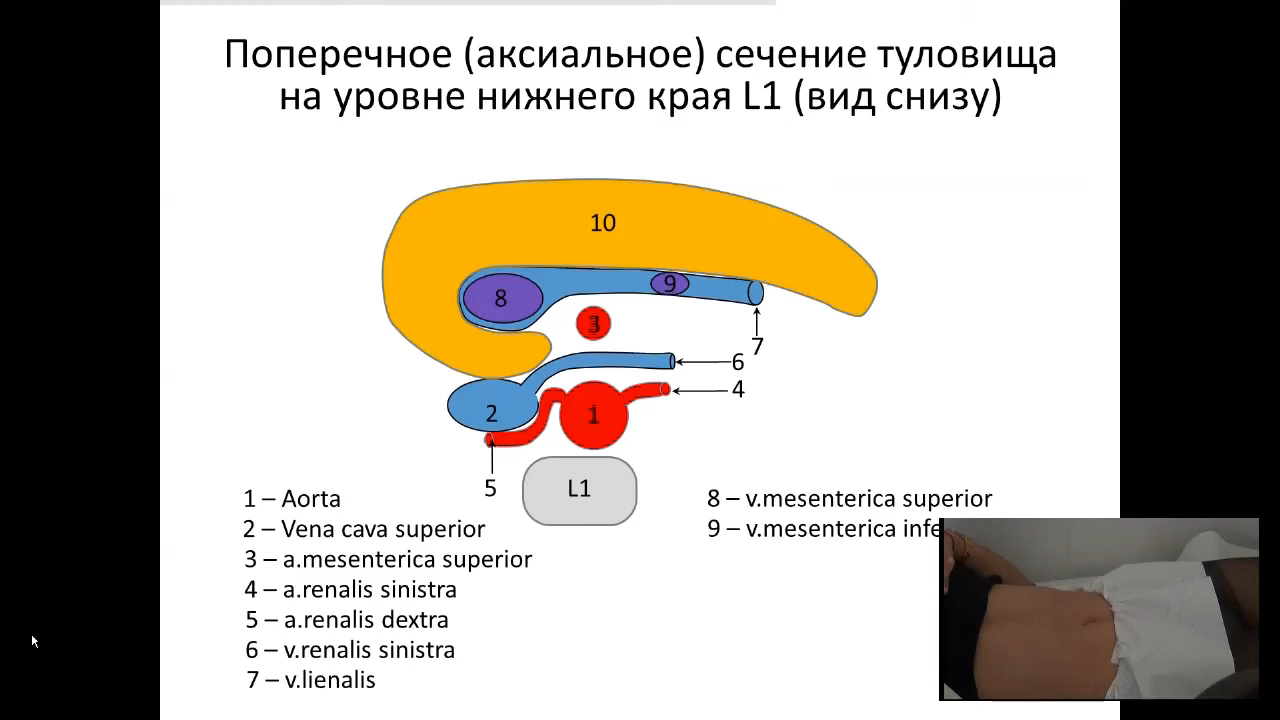 Поперечное (аксиальное) сечение туловища
на уровне нижнего края L1 (вид снизу)
10
8
9
3
7
6
4
2
1
5
L1
1 – Aorta
2 – Vena cava superior
3 – a.mesenterica superior
4 – a.renalis sinistra
5 – a.renalis dextra
6 – v.renalis sinistra
7 – v.lienalis
8 – v.mesenterica superior
9 – v.mesenterica infe